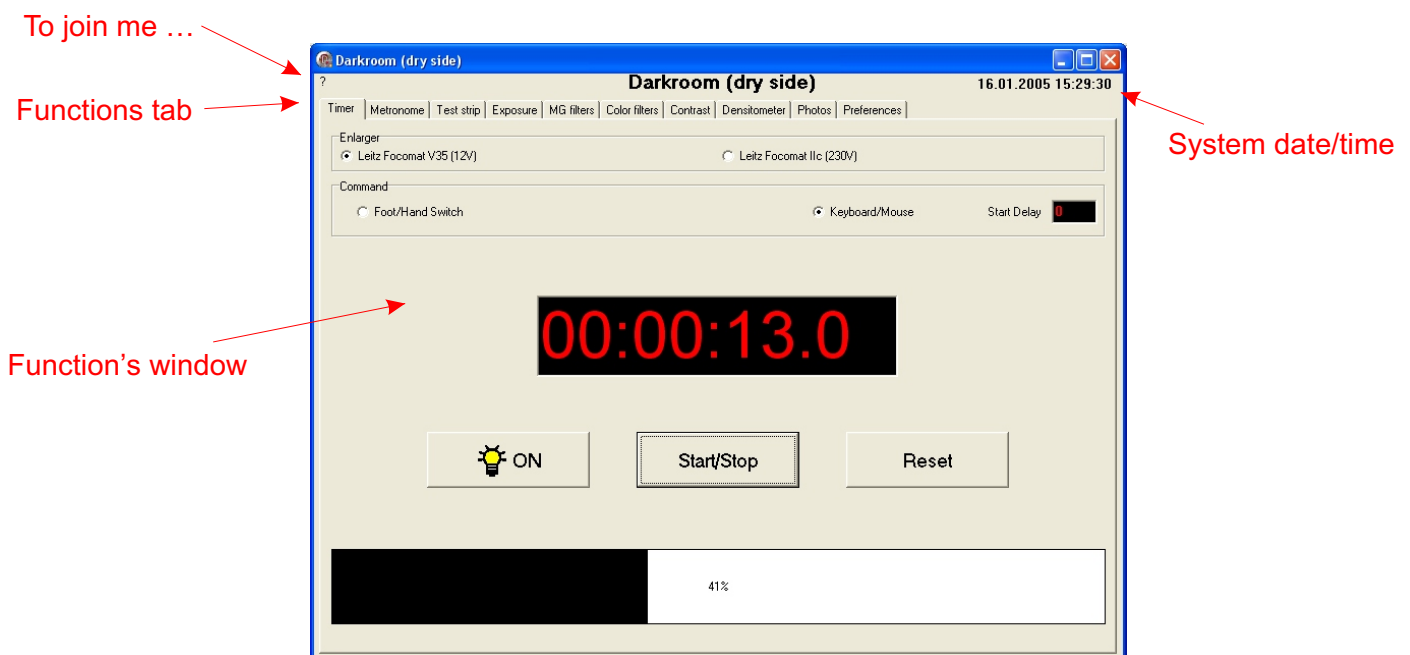 To join me …
Darkroom (dry side)
?
Darkroom (dry side)
16.01.2005 15:29:30
Functions tab
Timer Metronome Test strip Exposure MG filters Color filters Contrast Densitometer Photos Preferences
System date/time
Enlarger
Leitz Focomat V35 (12V) Leitz Focomat IIc (230V)
Command
Foot/Hand Switch Keyboard/Mouse Start Delay 0
00:00:13.0
Function’s window
ON Start/Stop Reset
41%